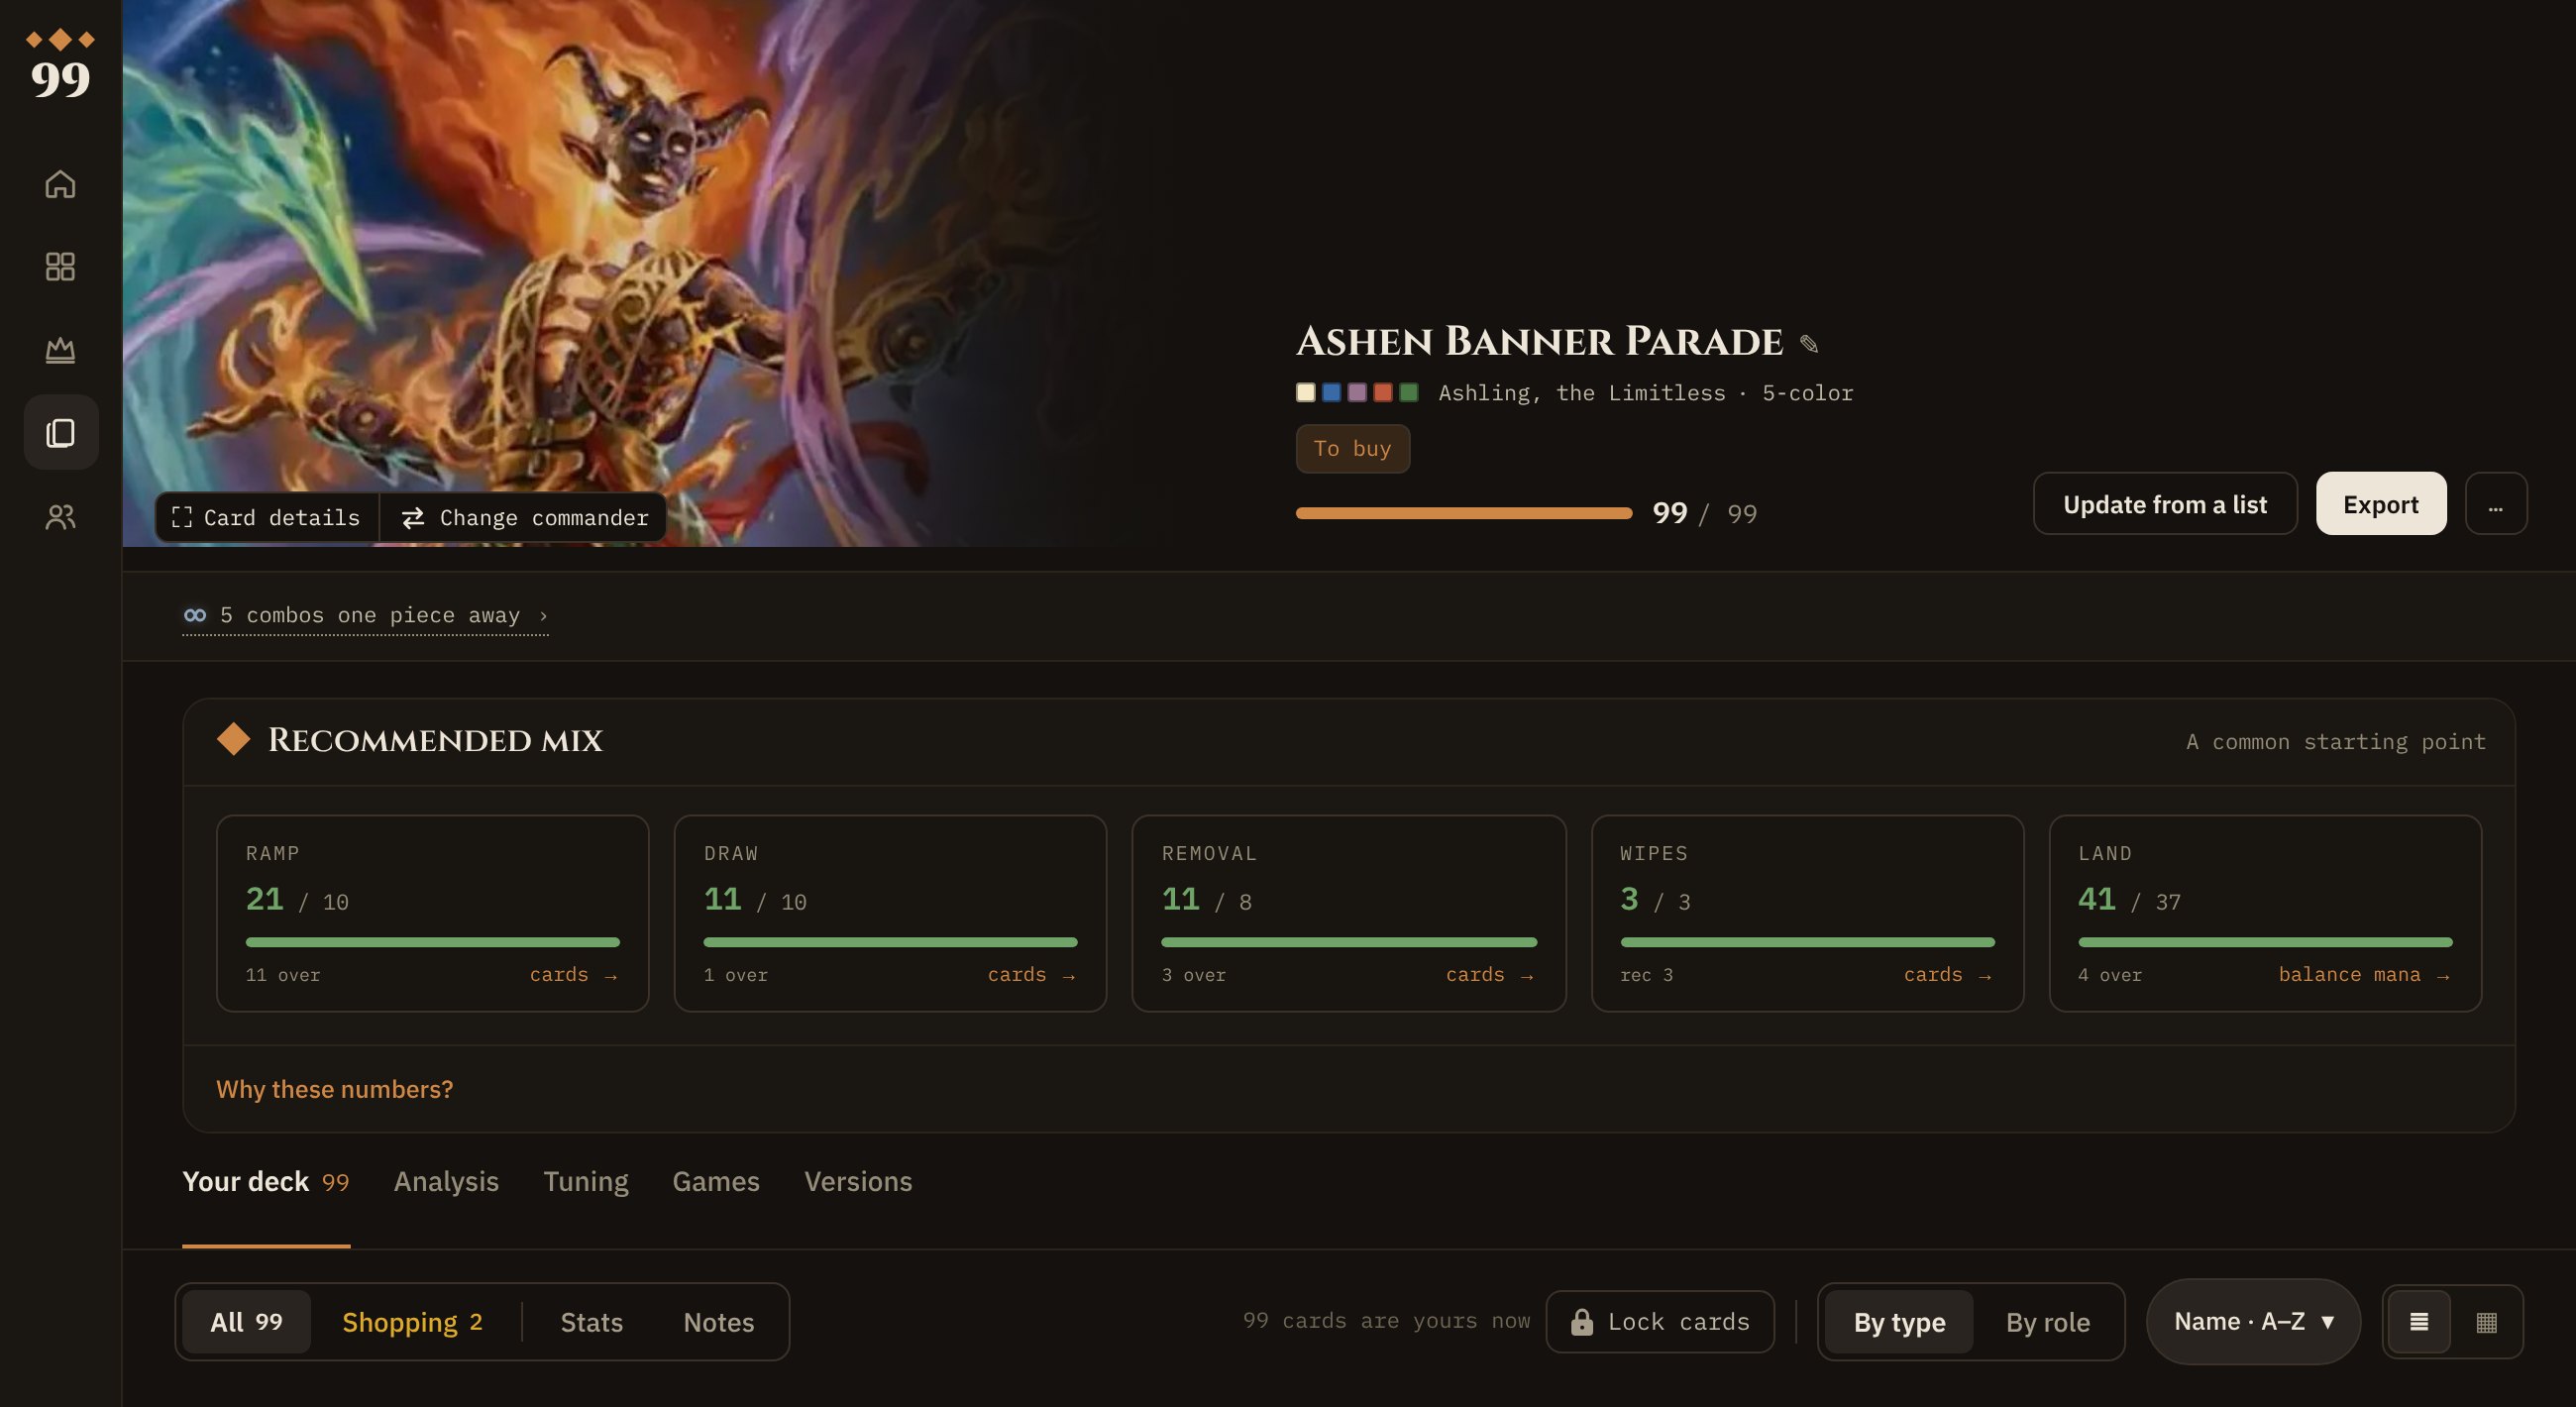 99
Ashen Banner Parade ✎
Ashling, the Limitless · 5-color
To buy
99 / 99
Update from a list
Export
…
Card details
Change commander
∞ 5 combos one piece away ›
Recommended mix
A common starting point
RAMP
21 / 10
11 over
cards →
DRAW
11 / 10
1 over
cards →
REMOVAL
11 / 8
3 over
cards →
WIPES
3 / 3
rec 3
cards →
LAND
41 / 37
4 over
balance mana →
Why these numbers?
Your deck 99
Analysis
Tuning
Games
Versions
All 99
Shopping 2
Stats
Notes
99 cards are yours now
Lock cards
By type
By role
Name · A–Z ▾